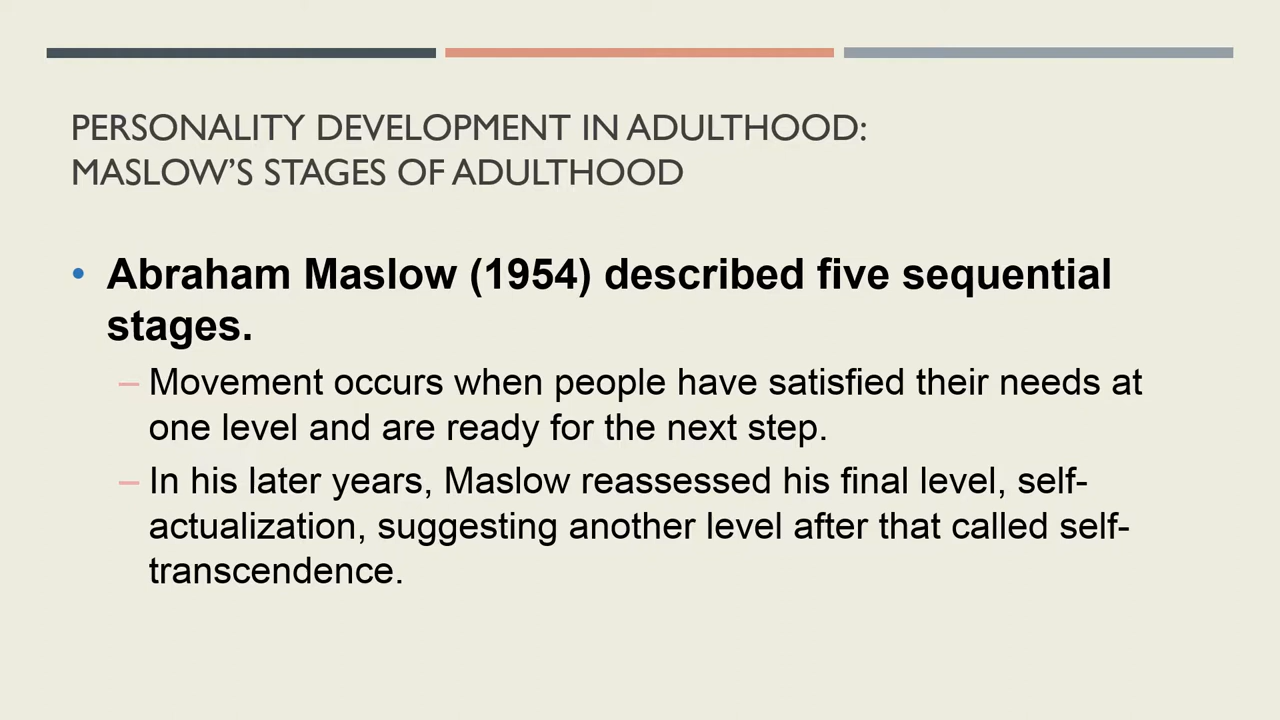 PERSONALITY DEVELOPMENT IN ADULTHOOD:
MASLOW’S STAGES OF ADULTHOOD
• Abraham Maslow (1954) described five sequential
stages.
– Movement occurs when people have satisfied their needs at
one level and are ready for the next step.
– In his later years, Maslow reassessed his final level, self-
actualization, suggesting another level after that called self-
transcendence.